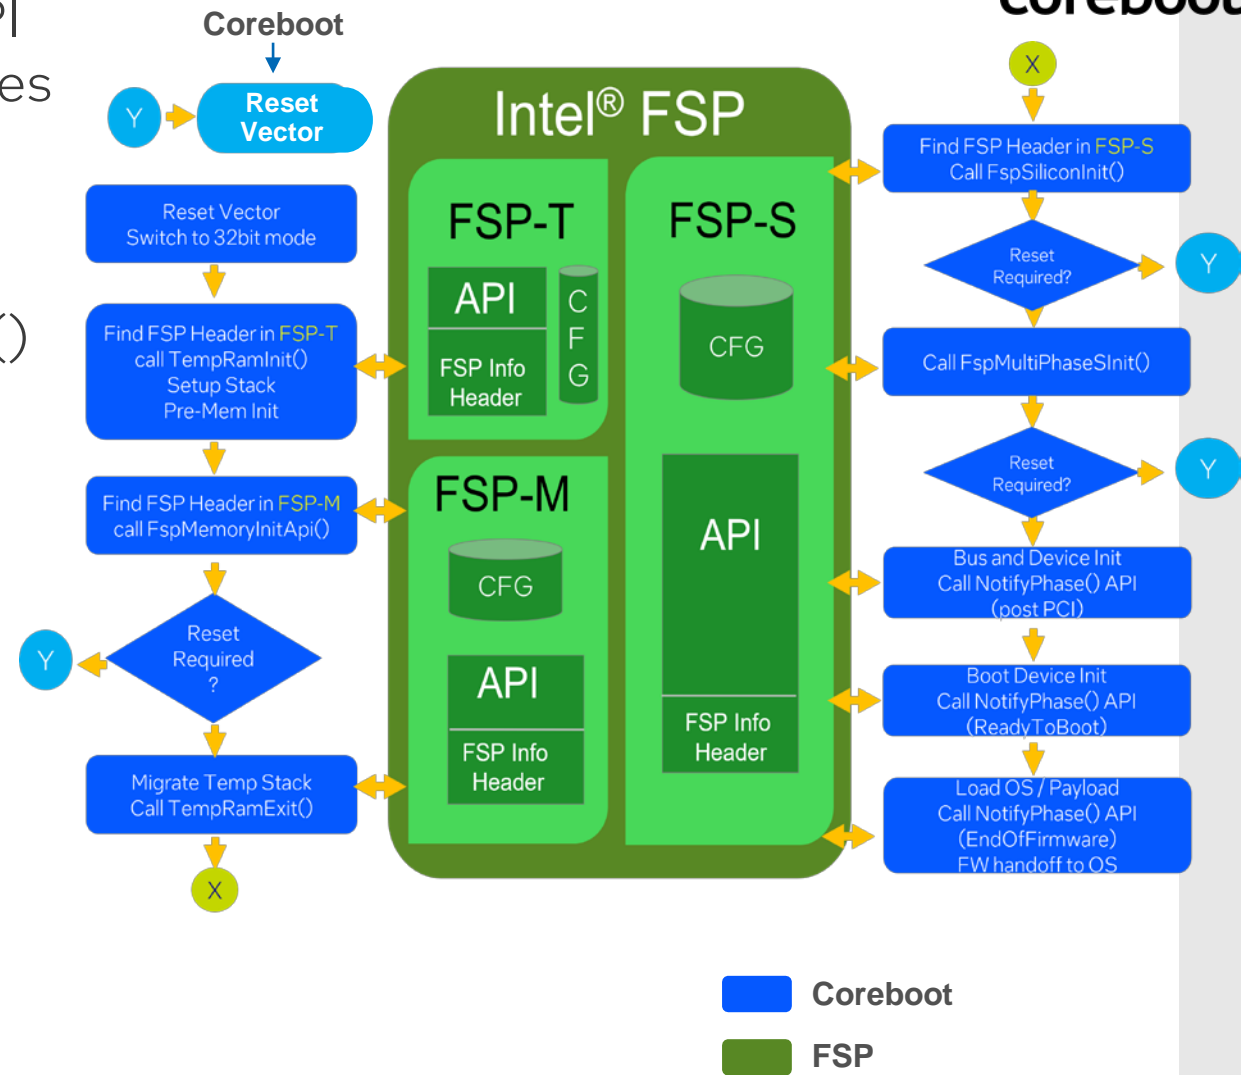 es
()
Coreboot
Y
Reset
Vector
Reset Vector
Switch to 32bit mode
Find FSP Header in FSP-T
call TempRamInit()
Setup Stack
Pre-Mem Init
Find FSP Header in FSP-M
call FspMemoryInitApi()
Reset
Required
?
Y
Migrate Temp Stack
Call TempRamExit()
X
Intel® FSP
FSP-T
API
FSP Info
Header
C
F
G
FSP-M
CFG
API
FSP Info
Header
FSP-S
CFG
API
FSP Info
Header
coreboot
X
Find FSP Header in FSP-S
Call FspSiliconInit()
Reset
Required?
Y
Call FspMultiPhaseSInit()
Reset
Required?
Y
Bus and Device Init
Call NotifyPhase() API
(post PCI)
Boot Device Init
Call NotifyPhase() API
(ReadyToBoot)
Load OS / Payload
Call NotifyPhase() API
(EndOfFirmware)
FW handoff to OS
Coreboot
FSP